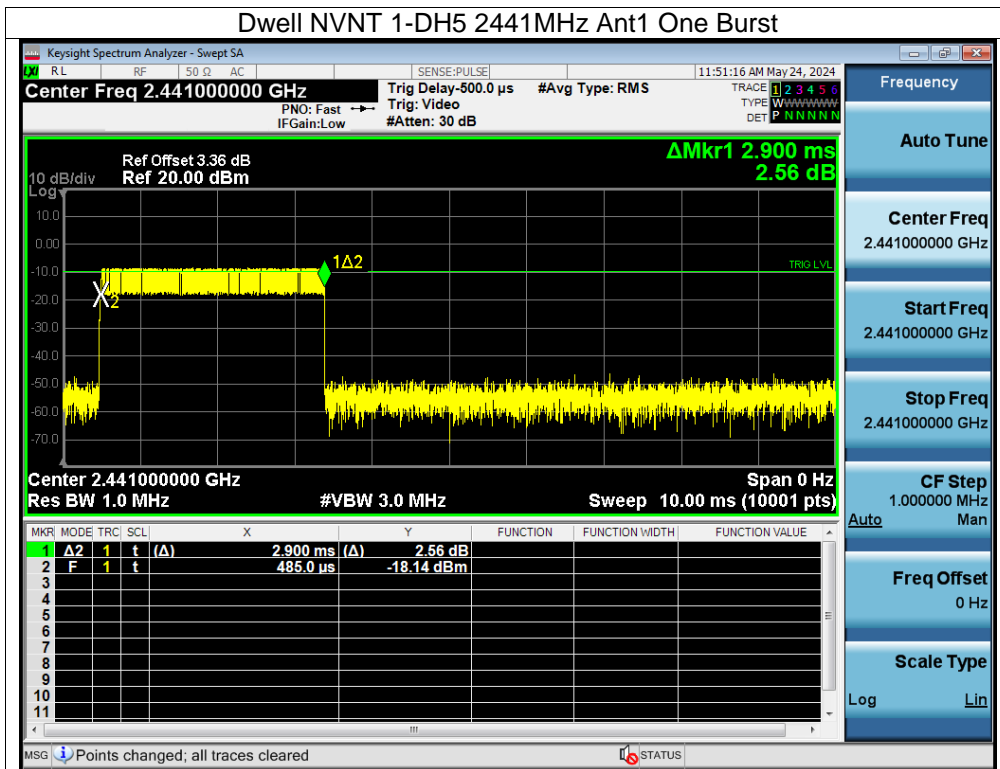 Dwell NVNT 1-DH5 2441MHz Ant1 One Burst
Keysight Spectrum Analyzer - Swept SA
LXI RL RF 50 Ω AC SENSE:PULSE 11:51:16 AM May 24, 2024
Center Freq 2.441000000 GHz Trig Delay-500.0 µs #Avg Type: RMS TRACE 1 2 3 4 5 6
PNO: Fast Trig: Video TYPE WWWWWW
IFGain:Low #Atten: 30 dB DET P N N N N N
Frequency
Auto Tune
Center Freq
2.441000000 GHz
Start Freq
2.441000000 GHz
Stop Freq
2.441000000 GHz
CF Step
1.000000 MHz
Auto Man
Freq Offset
0 Hz
Scale Type
Log Lin
ΔMkr1 2.900 ms
2.56 dB
Ref Offset 3.36 dB
10 dB/div Ref 20.00 dBm
Log
10.0
0.00
-10.0
-20.0
-30.0
-40.0
-50.0
-60.0
-70.0
1Δ2
TRIG LVL
2
Center 2.441000000 GHz Span 0 Hz
Res BW 1.0 MHz #VBW 3.0 MHz Sweep 10.00 ms (10001 pts)
MKR MODE TRC SCL X Y FUNCTION FUNCTION WIDTH FUNCTION VALUE
1 Δ2 1 t (Δ) 2.900 ms (Δ) 2.56 dB
2 F 1 t 485.0 µs -18.14 dBm
3
4
5
6
7
8
9
10
11
MSG Points changed; all traces cleared STATUS